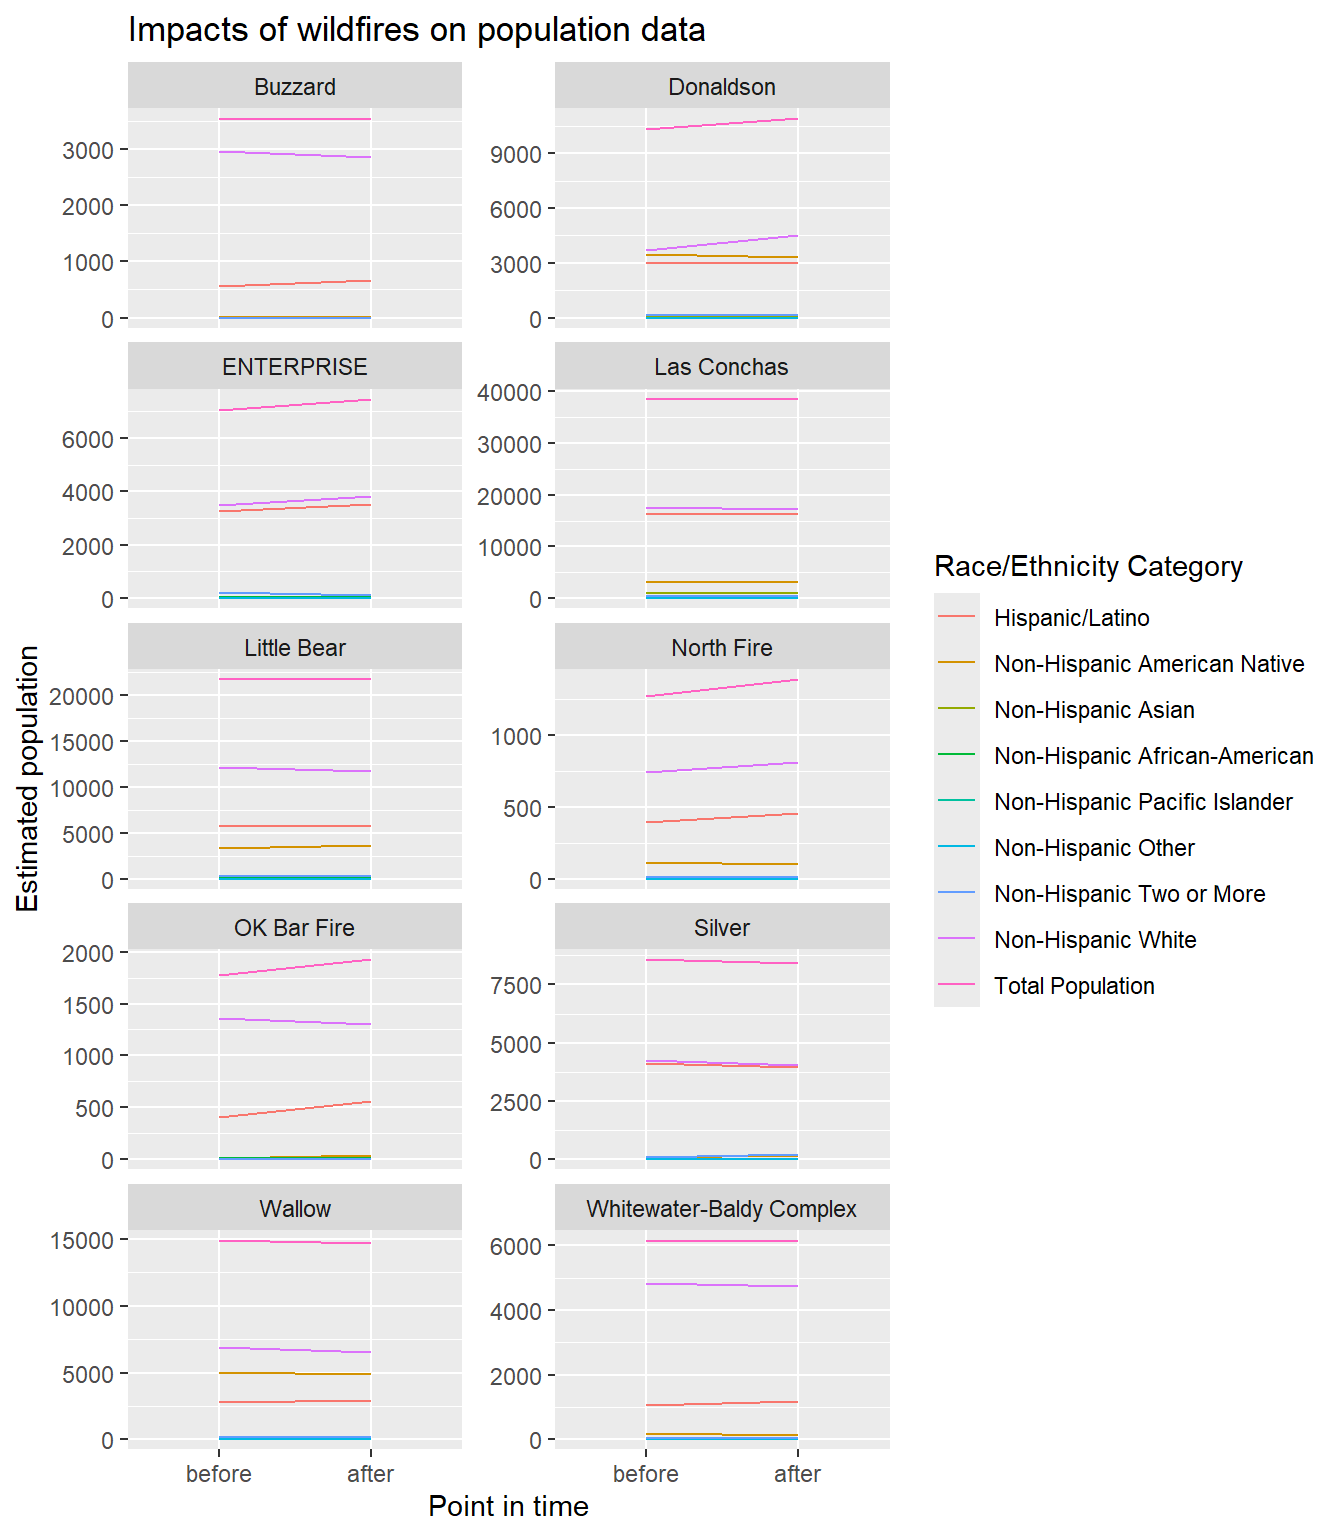 Impacts of wildfires on population data
Buzzard
Donaldson
3000
2000
1000
0
9000
6000
3000
0
ENTERPRISE
Las Conchas
6000
4000
2000
0
40000
30000
20000
10000
0
Little Bear
North Fire
20000
15000
10000
5000
0
1000
500
0
OK Bar Fire
Silver
2000
1500
1000
500
0
7500
5000
2500
0
Wallow
Whitewater-Baldy Complex
15000
10000
5000
0
6000
4000
2000
0
before
after
before
after
Point in time
Estimated population
Race/Ethnicity Category
Hispanic/Latino
Non-Hispanic American Native
Non-Hispanic Asian
Non-Hispanic African-American
Non-Hispanic Pacific Islander
Non-Hispanic Other
Non-Hispanic Two or More
Non-Hispanic White
Total Population